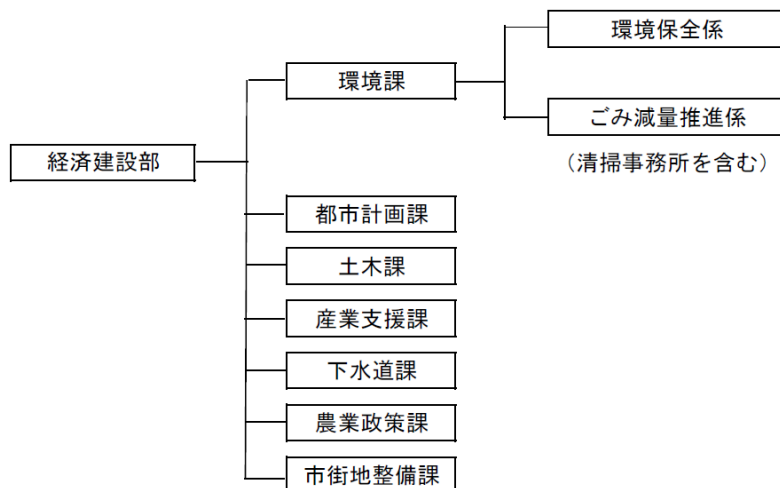 環境保全係
環境課
ごみ減量推進係
経済建設部
（清掃事務所を含む）
都市計画課
土木課
産業支援課
下水道課
農業政策課
市街地整備課